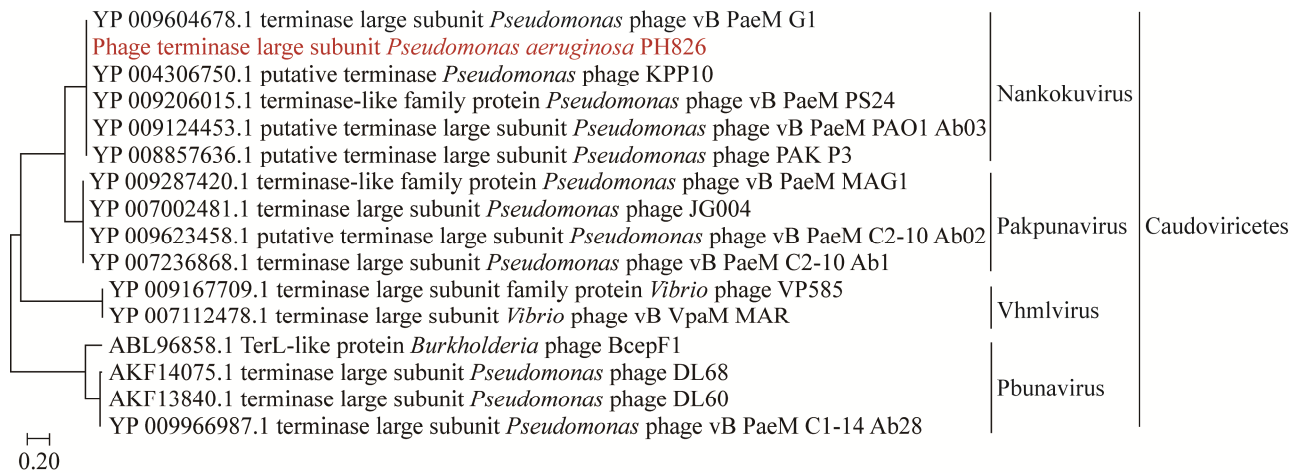 YP 009604678.1 terminase large subunit Pseudomonas phage vB PaeM G1
Phage terminase large subunit Pseudomonas aeruginosa PH826
YP 004306750.1 putative terminase Pseudomonas phage KPP10
YP 009206015.1 terminase-like family protein Pseudomonas phage vB PaeM PS24
YP 009124453.1 putative terminase large subunit Pseudomonas phage vB PaeM PAO1 Ab03
YP 008857636.1 putative terminase large subunit Pseudomonas phage PAK P3
Nankokuvirus
YP 009287420.1 terminase-like family protein Pseudomonas phage vB PaeM MAG1
YP 007002481.1 terminase large subunit Pseudomonas phage JG004
YP 009623458.1 putative terminase large subunit Pseudomonas phage vB PaeM C2-10 Ab02
YP 007236868.1 terminase large subunit Pseudomonas phage vB PaeM C2-10 Ab1
Pakpunavirus
YP 009167709.1 terminase large subunit family protein Vibrio phage VP585
YP 007112478.1 terminase large subunit Vibrio phage vB VpaM MAR
Vhmlvirus
ABL96858.1 TerL-like protein Burkholderia phage BcepF1
AKF14075.1 terminase large subunit Pseudomonas phage DL68
AKF13840.1 terminase large subunit Pseudomonas phage DL60
YP 009966987.1 terminase large subunit Pseudomonas phage vB PaeM C1-14 Ab28
Pbunavirus
Caudoviricetes
0.20